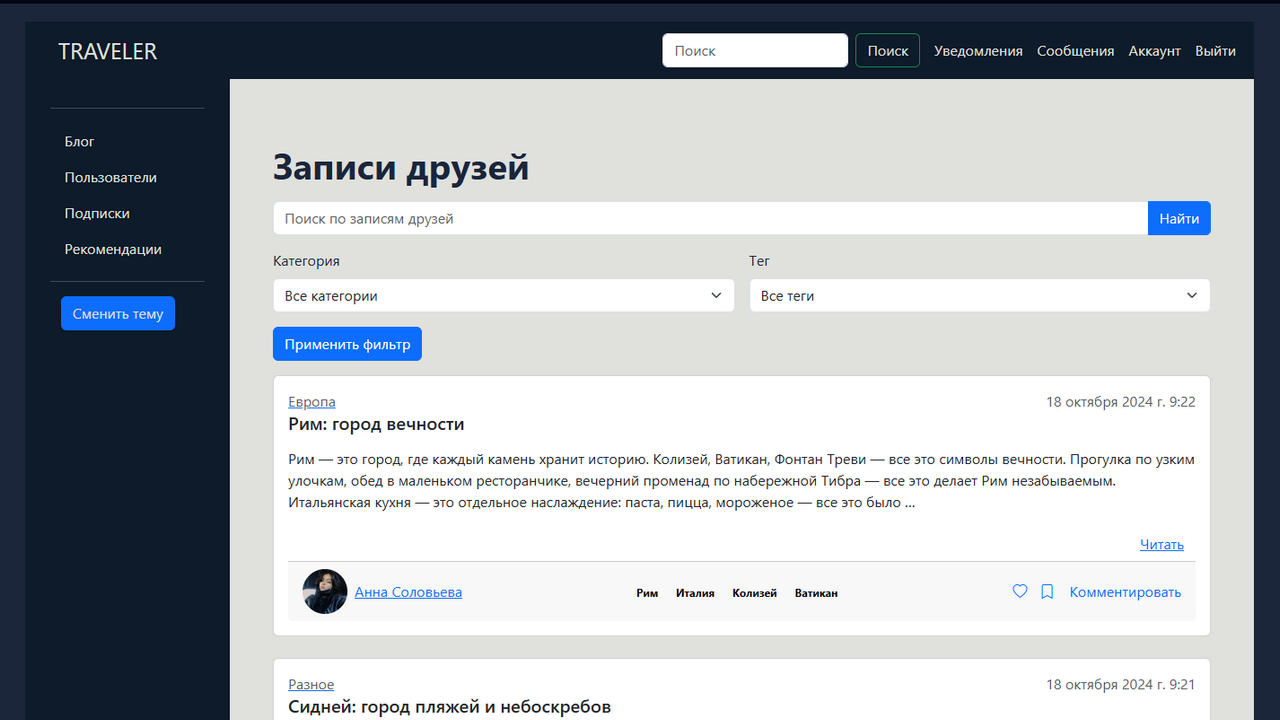 TRAVELER
Поиск
Поиск
Уведомления
Сообщения
Аккаунт
Выйти
Блог
Пользователи
Подписки
Рекомендации
Сменить тему
Записи друзей
Поиск по записям друзей
Найти
Категория
Тег
Все категории
Все теги
Применить фильтр
Европа
18 октября 2024 г. 9:22
Рим: город вечности
Рим — это город, где каждый камень хранит историю. Колизей, Ватикан, Фонтан Треви — все это символы вечности. Прогулка по узким
улочкам, обед в маленьком ресторанчике, вечерний променад по набережной Тибра — все это делает Рим незабываемым.
Итальянская кухня — это отдельное наслаждение: паста, пицца, мороженое — все это было ...
Читать
Анна Соловьева
Рим
Италия
Колизей
Ватикан
Комментировать
Разное
18 октября 2024 г. 9:21
Сидней: город пляжей и небоскребов